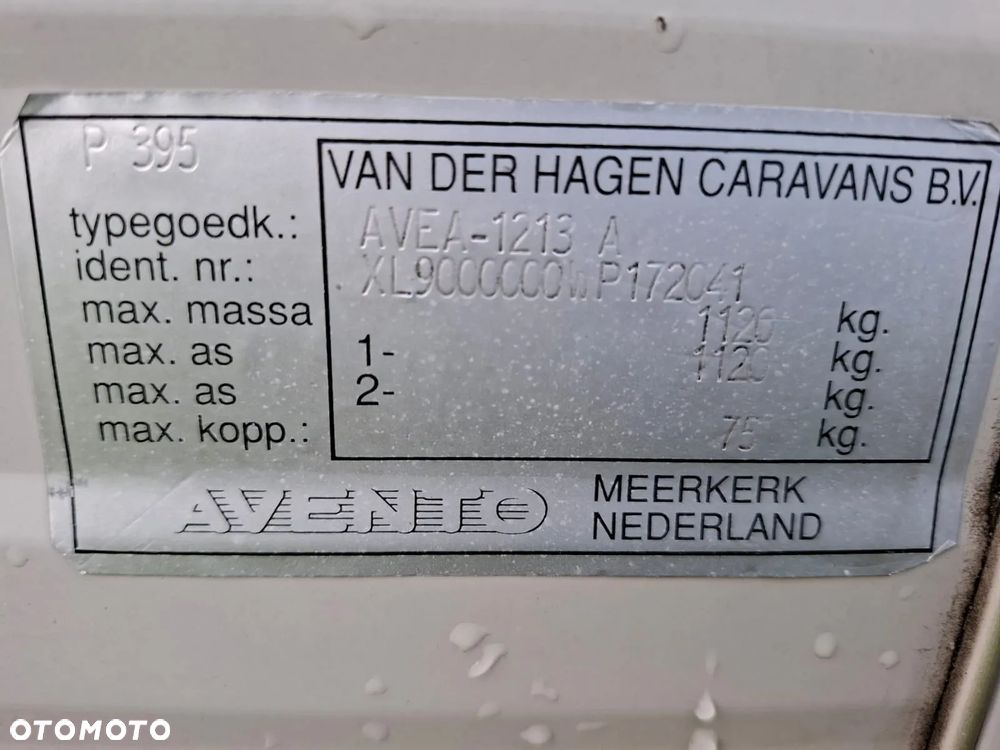 P 395
VAN DER HAGEN CARAVANS B.V.
typegoedk.: AVEA-1213 A
ident. nr.: XL9000000WP172041
max. massa 1120 kg.
max. as 1- 1120 kg.
max. as 2- kg.
max. kopp.: 75 kg.
AVENTO
MEERKERK
NEDERLAND
OTOMOTO